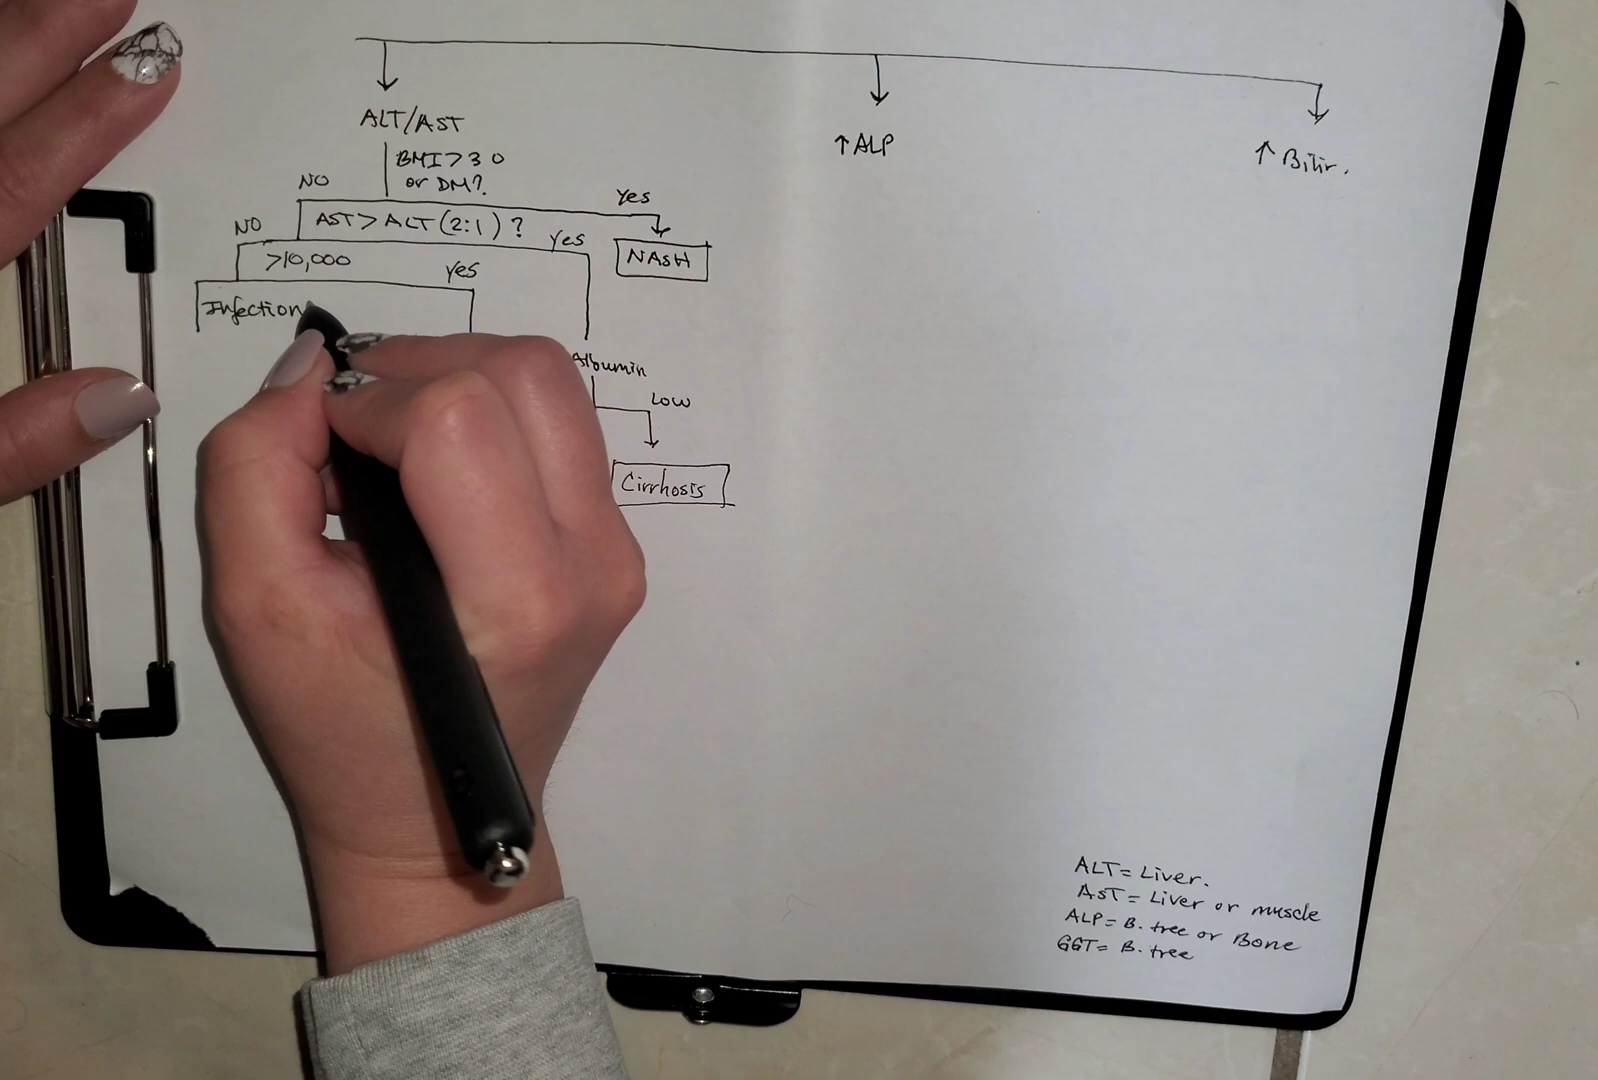 ALT/AST
↑ALP
↑ Bilir.
BMI > 30
or DM?
NO
Yes
AST > ALT (2:1) ?
NASH
NO
yes
>10,000
yes
Infection
Albumin
Low
Cirrhosis
ALT = Liver.
AST = Liver or muscle
ALP = B. tree or Bone
GGT = B. tree